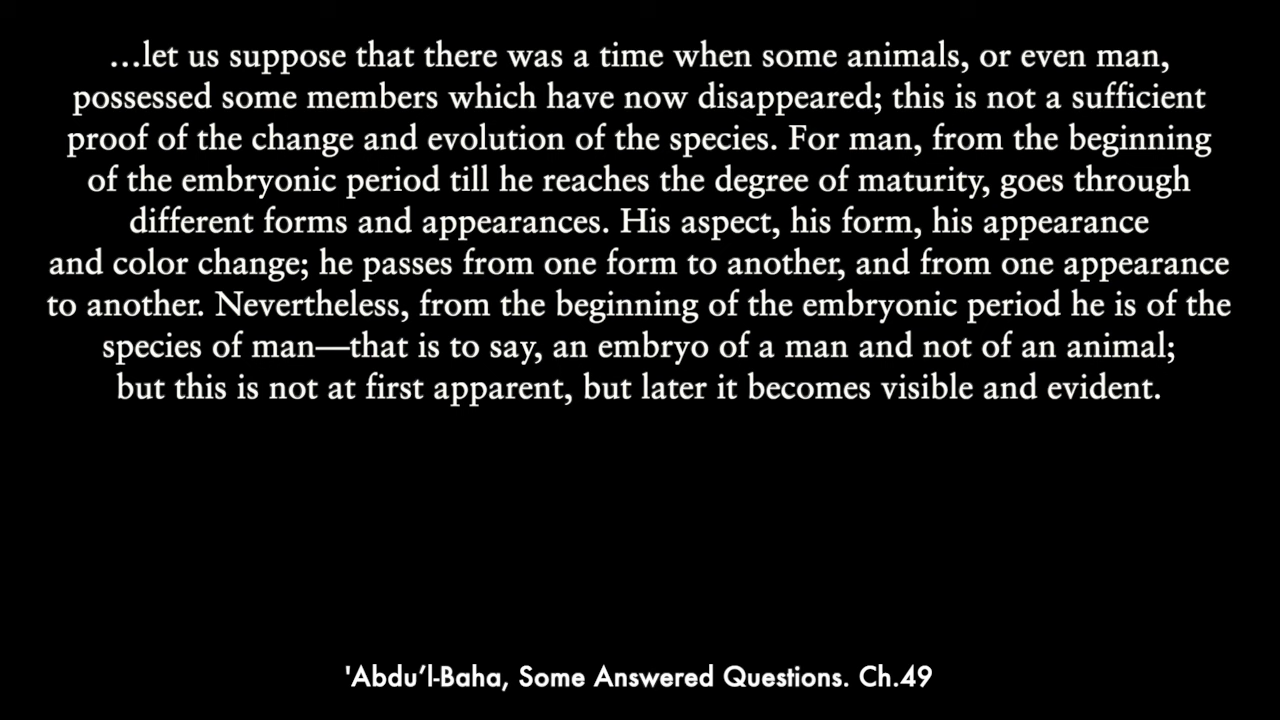 ...let us suppose that there was a time when some animals, or even man,
possessed some members which have now disappeared; this is not a sufficient
proof of the change and evolution of the species. For man, from the beginning
of the embryonic period till he reaches the degree of maturity, goes through
different forms and appearances. His aspect, his form, his appearance
and color change; he passes from one form to another, and from one appearance
to another. Nevertheless, from the beginning of the embryonic period he is of the
species of man—that is to say, an embryo of a man and not of an animal;
but this is not at first apparent, but later it becomes visible and evident.
'Abdu’l-Baha, Some Answered Questions. Ch.49